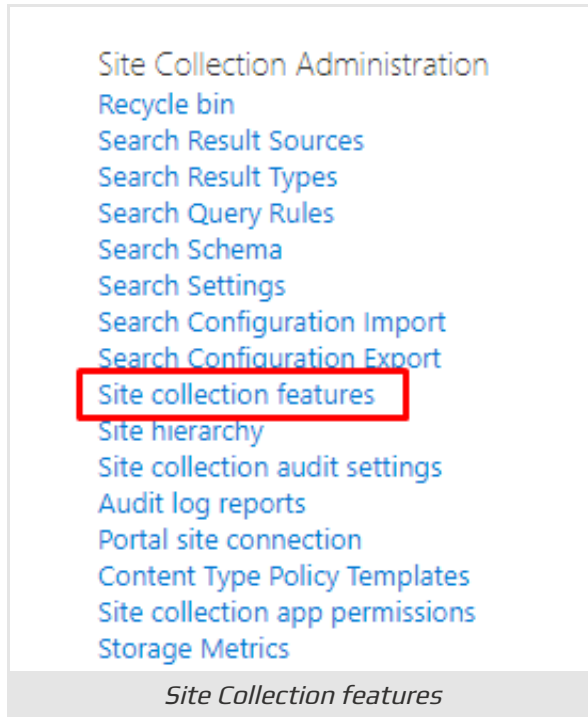 Site Collection Administration
Recycle bin
Search Result Sources
Search Result Types
Search Query Rules
Search Schema
Search Settings
Search Configuration Import
Search Configuration Export
Site collection features
Site hierarchy
Site collection audit settings
Audit log reports
Portal site connection
Content Type Policy Templates
Site collection app permissions
Storage Metrics
Site Collection features